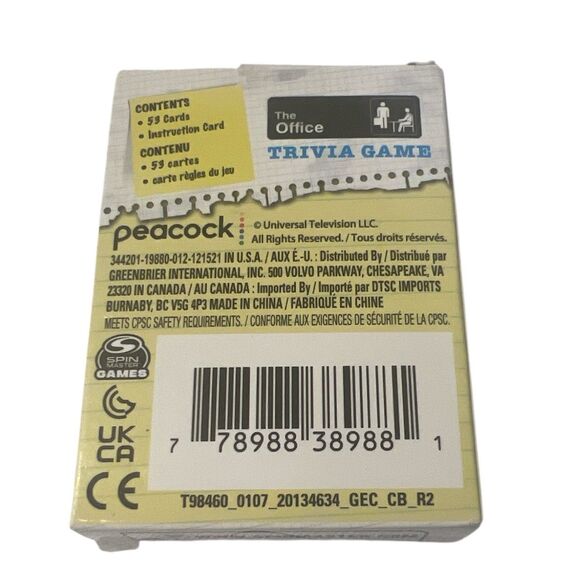 CONTENTS
• 53 Cards
• Instruction Card
CONTENU
• 53 cartes
• carte règles du jeu
The
Office
TRIVIA GAME
peacock
© Universal Television LLC.
All Rights Reserved. / Tous droits réservés.
344201-19880-012-121521 IN U.S.A. / AUX É.-U. : Distributed By / Distribué par
GREENBRIER INTERNATIONAL, INC. 500 VOLVO PARKWAY, CHESAPEAKE, VA
23320 IN CANADA / AU CANADA : Imported By / Importé par DTSC IMPORTS
BURNABY, BC V5G 4P3 MADE IN CHINA / FABRIQUÉ EN CHINE
MEETS CPSC SAFETY REQUIREMENTS. / CONFORME AUX EXIGENCES DE SÉCURITÉ DE LA CPSC.
SPIN
MASTER
GAMES
UK
CA
CE
7 78988 38988 1
T98460_0107_20134634_GEC_CB_R2